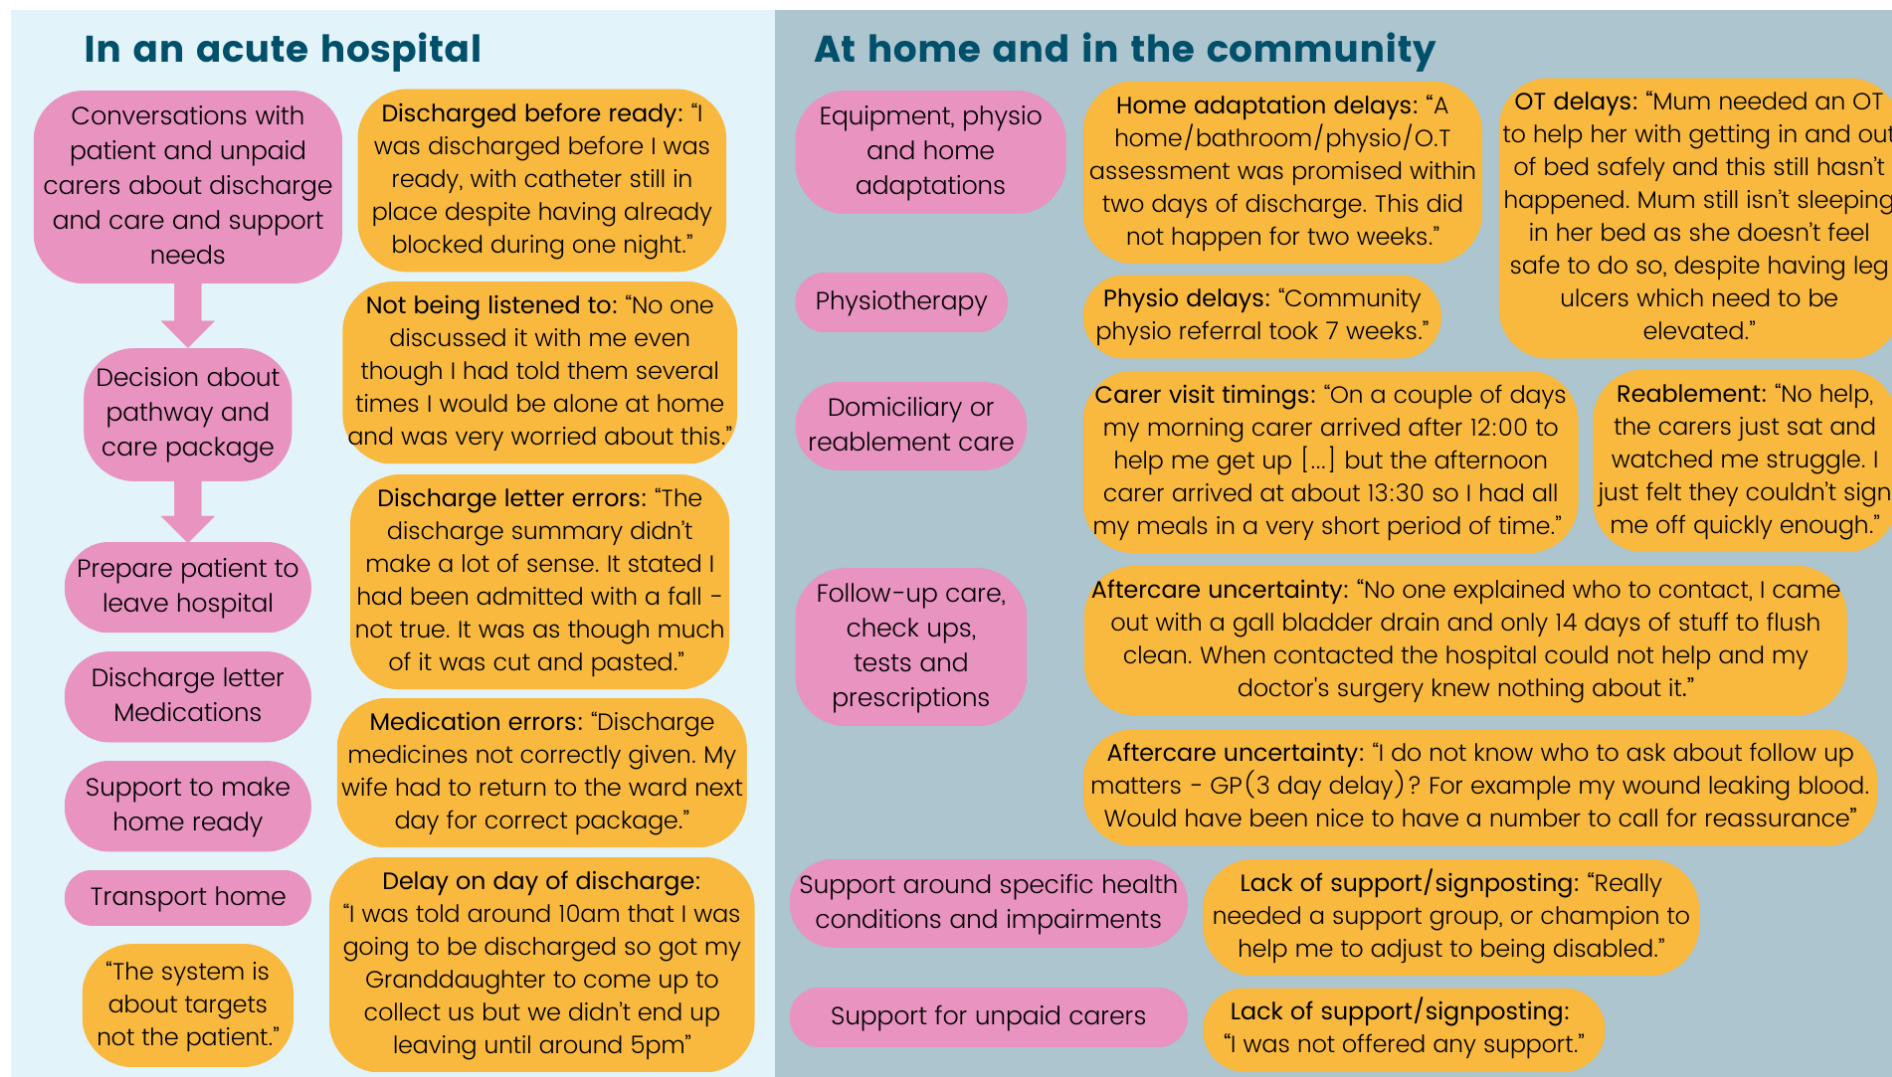 In an acute hospital
Conversations with
patient and unpaid
carers about discharge
and care and support
needs
Decision about
pathway and
care package
Prepare patient to
leave hospital
Discharge letter
Medications
Support to make
home ready
Transport home
“The system is
about targets
not the patient.”
Discharged before ready: “I
was discharged before I was
ready, with catheter still in
place despite having already
blocked during one night.”
Not being listened to: “No one
discussed it with me even
though I had told them several
times I would be alone at home
and was very worried about this.”
Discharge letter errors: “The
discharge summary didn’t
make a lot of sense. It stated I
had been admitted with a fall -
not true. It was as though much
of it was cut and pasted.”
Medication errors: “Discharge
medicines not correctly given. My
wife had to return to the ward next
day for correct package.”
Delay on day of discharge:
“I was told around 10am that I was
going to be discharged so got my
Granddaughter to come up to
collect us but we didn’t end up
leaving until around 5pm”
At home and in the community
Equipment, physio
and home
adaptations
Home adaptation delays: “A
home/bathroom/physio/O.T
assessment was promised within
two days of discharge. This did
not happen for two weeks.”
OT delays: “Mum needed an OT
to help her with getting in and out
of bed safely and this still hasn’t
happened. Mum still isn’t sleeping
in her bed as she doesn’t feel
safe to do so, despite having leg
ulcers which need to be
elevated.”
Physiotherapy
Physio delays: “Community
physio referral took 7 weeks.”
Domiciliary or
reablement care
Carer visit timings: “On a couple of days
my morning carer arrived after 12:00 to
help me get up [...] but the afternoon
carer arrived at about 13:30 so I had all
my meals in a very short period of time.”
Reablement: “No help,
the carers just sat and
watched me struggle. I
just felt they couldn’t sign
me off quickly enough.”
Follow-up care,
check ups,
tests and
prescriptions
Aftercare uncertainty: “No one explained who to contact, I came
out with a gall bladder drain and only 14 days of stuff to flush
clean. When contacted the hospital could not help and my
doctor's surgery knew nothing about it.”
Aftercare uncertainty: “I do not know who to ask about follow up
matters - GP(3 day delay)? For example my wound leaking blood.
Would have been nice to have a number to call for reassurance”
Support around specific health
conditions and impairments
Lack of support/signposting: “Really
needed a support group, or champion to
help me to adjust to being disabled.”
Support for unpaid carers
Lack of support/signposting:
“I was not offered any support.”